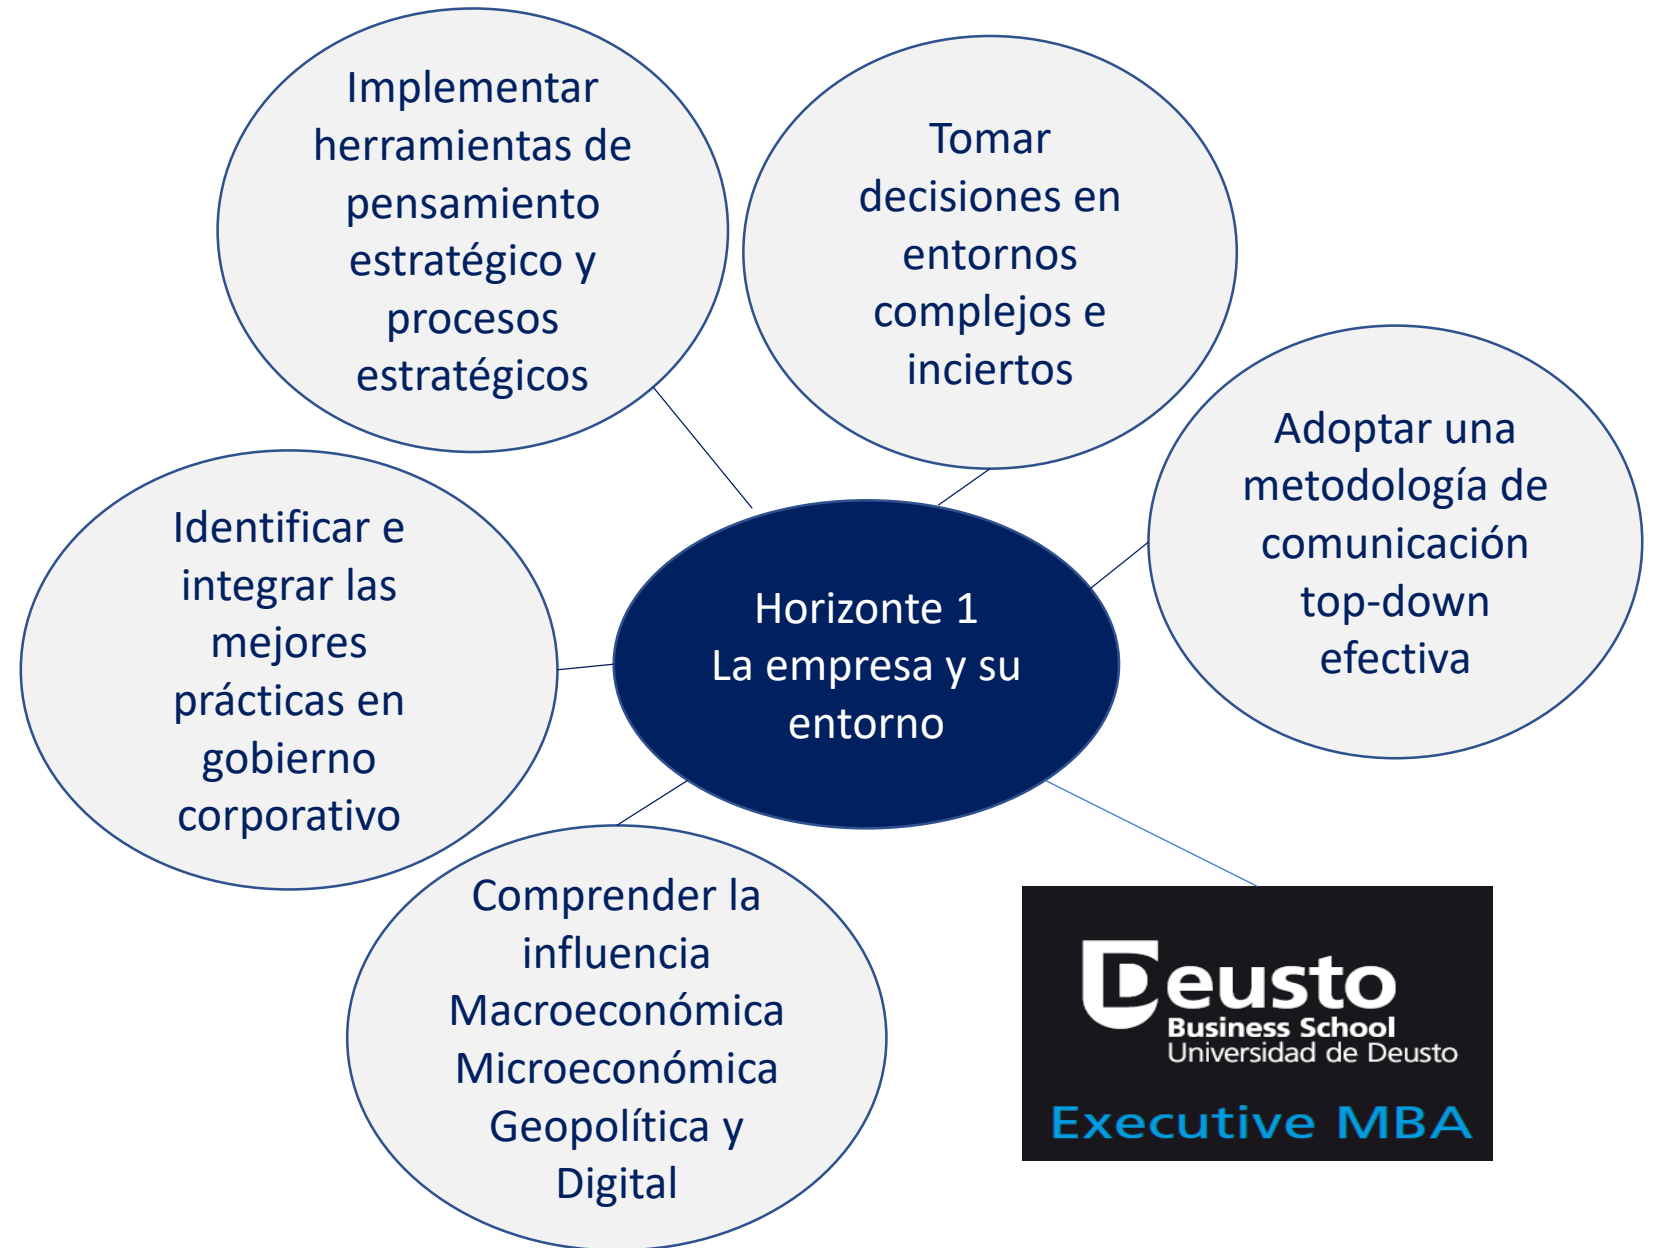 Implementar
herramientas de
pensamiento
estratégico y
procesos
estratégicos
Tomar
decisiones en
entornos
complejos e
inciertos
Adoptar una
metodología de
comunicación
top-down
efectiva
Identificar e
integrar las
mejores
prácticas en
gobierno
corporativo
Horizonte 1
La empresa y su
entorno
Comprender la
influencia
Macroeconómica
Microeconómica
Geopolítica y
Digital
Deusto
Business School
Universidad de Deusto
Executive MBA